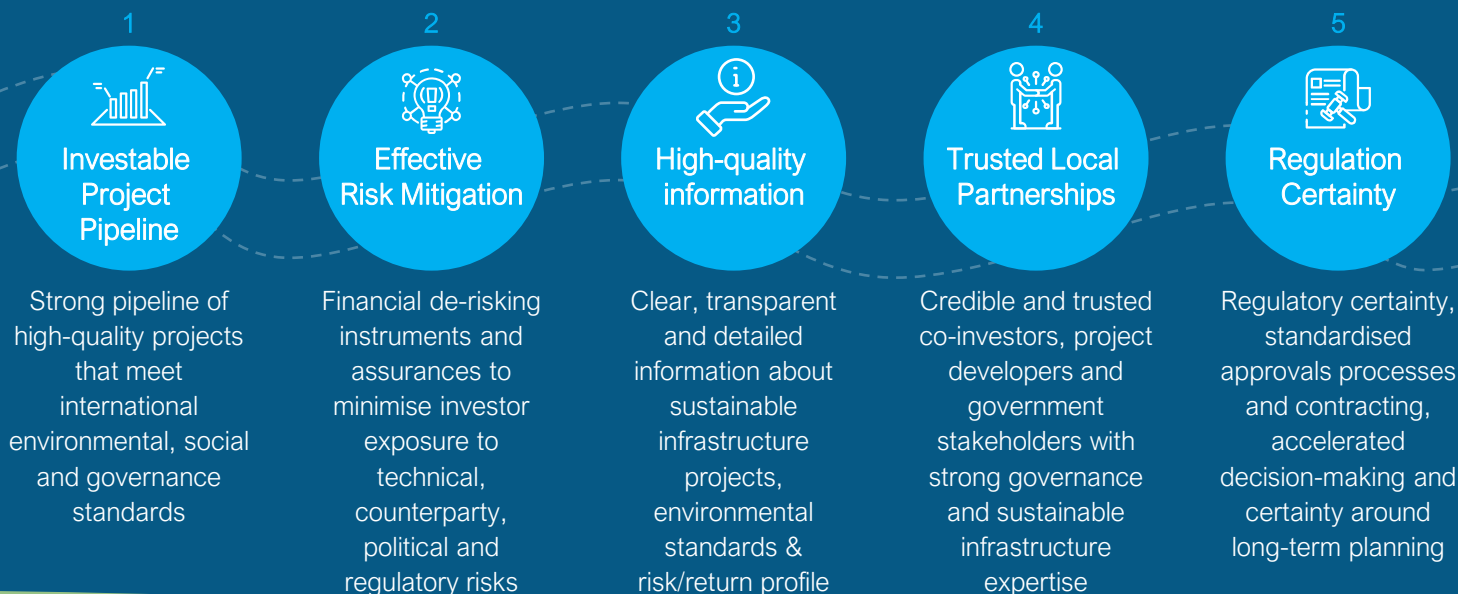 1
Investable
Project
Pipeline
Strong pipeline of
high-quality projects
that meet
international
environmental, social
and governance
standards
2
Effective
Risk Mitigation
Financial de-risking
instruments and
assurances to
minimise investor
exposure to
technical,
counterparty,
political and
regulatory risks
3
i
High-quality
information
Clear, transparent
and detailed
information about
sustainable
infrastructure
projects,
environmental
standards &
risk/return profile
4
Trusted Local
Partnerships
Credible and trusted
co-investors, project
developers and
government
stakeholders with
strong governance
and sustainable
infrastructure
expertise
5
Regulation
Certainty
Regulatory certainty,
standardised
approvals processes
and contracting,
accelerated
decision-making and
certainty around
long-term planning